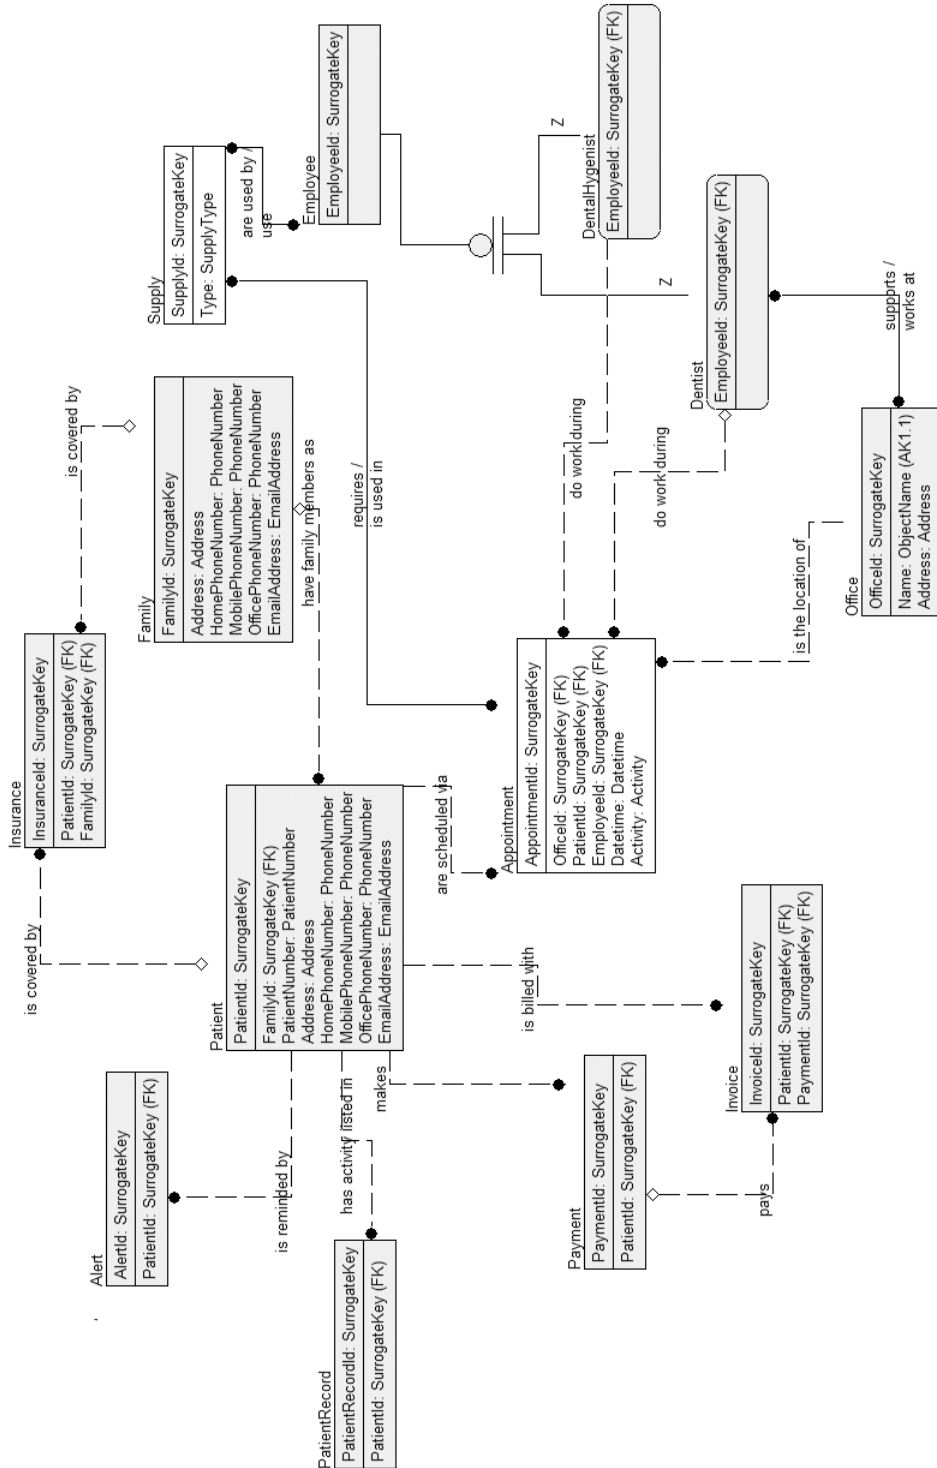 Insurance
InsuranceId: SurrogateKey
PatientId: SurrogateKey (FK)
FamilyId: SurrogateKey (FK)
is covered by
is covered by
Alert
AlertId: SurrogateKey
PatientId: SurrogateKey (FK)
Family
FamilyId: SurrogateKey
Address: Address
HomePhoneNumber: PhoneNumber
MobilePhoneNumber: PhoneNumber
OfficePhoneNumber: PhoneNumber
EmailAddress: EmailAddress
Supply
SupplyId: SurrogateKey
Type: SupplyType
are used by /
use
Patient
PatientId: SurrogateKey
FamilyId: SurrogateKey (FK)
PatientNumber: PatientNumber
Address: Address
HomePhoneNumber: PhoneNumber
MobilePhoneNumber: PhoneNumber
OfficePhoneNumber: PhoneNumber
EmailAddress: EmailAddress
is reminded by
have family members as
Employee
EmployeeId: SurrogateKey
PatientRecord
PatientRecordId: SurrogateKey
PatientId: SurrogateKey (FK)
has activity listed in
requires /
is used in
makes
are scheduled via
Appointment
AppointmentId: SurrogateKey
OfficeId: SurrogateKey (FK)
PatientId: SurrogateKey (FK)
EmployeeId: SurrogateKey (FK)
Datetime: Datetime
Activity: Activity
is billed with
Z
DentalHygenist
EmployeeId: SurrogateKey (FK)
do work during
Payment
PaymentId: SurrogateKey
PatientId: SurrogateKey (FK)
do work during
Z
Dentist
EmployeeId: SurrogateKey (FK)
Invoice
InvoiceId: SurrogateKey
PatientId: SurrogateKey (FK)
PaymentId: SurrogateKey (FK)
pays
is the location of
Office
OfficeId: SurrogateKey
Name: ObjectName (AK1.1)
Address: Address
supports /
works at